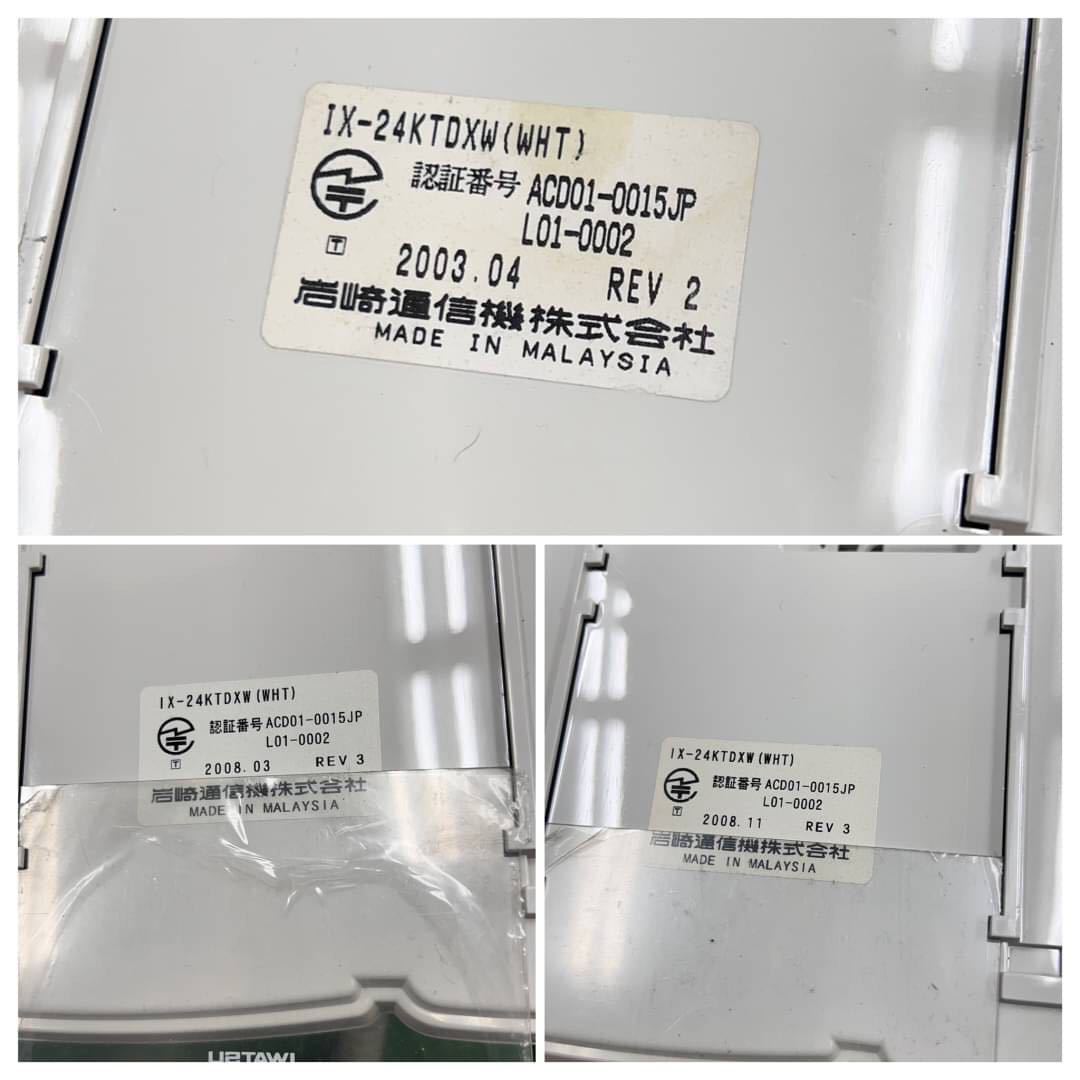 IX-24KTDXW(WHT)
認証番号 ACD01-0015JP
L01-0002
T
2003.04 REV 2
岩崎通信機株式会社
MADE IN MALAYSIA
IX-24KTDXW(WHT)
認証番号 ACD01-0015JP
L01-0002
T
2008.03 REV 3
岩崎通信機株式会社
MADE IN MALAYSIA
IX-24KTDXW(WHT)
認証番号 ACD01-0015JP
L01-0002
T
2008.11 REV 3
岩崎通信機株式会社
MADE IN MALAYSIA